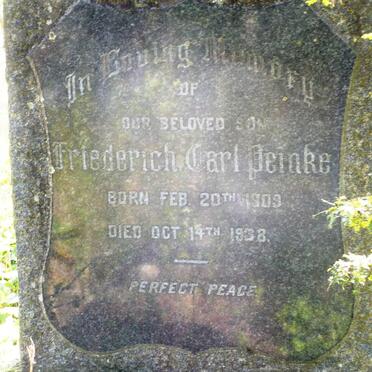 In Loving Memory
OF
OUR BELOVED SON
Friederich Carl Peinke
BORN FEB. 20TH 1909
DIED OCT 14TH 1938.
PERFECT PEACE